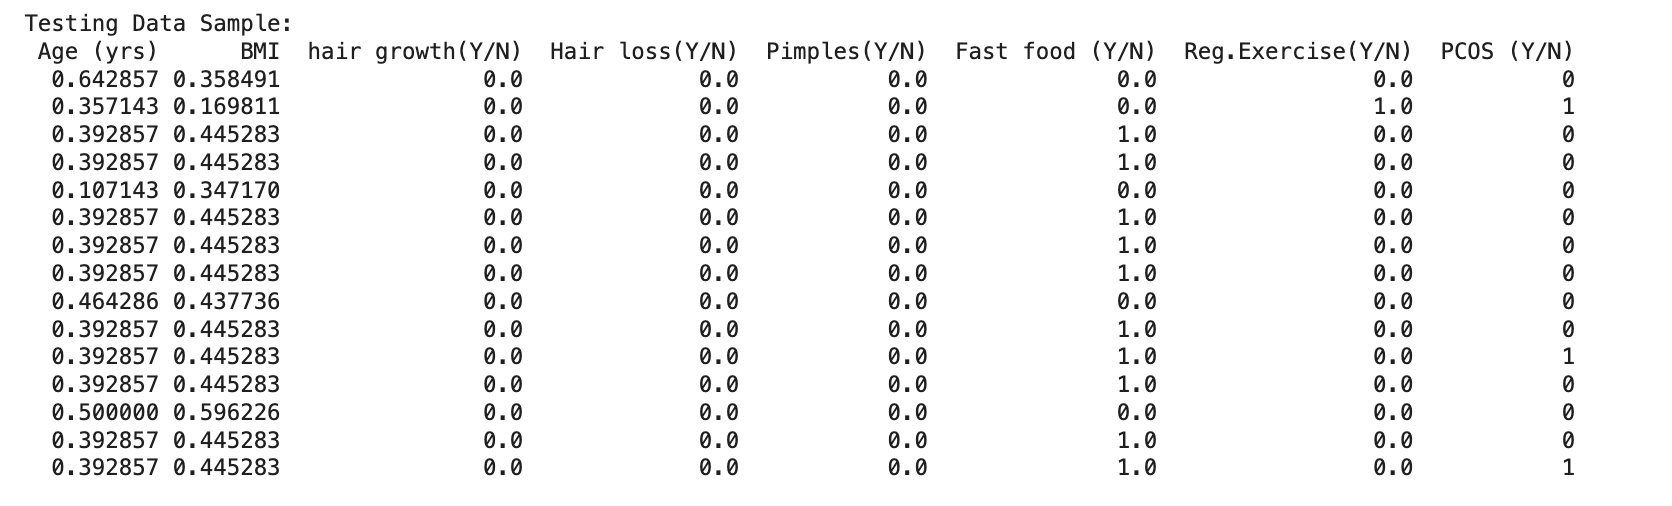 Testing Data Sample:
Age (yrs) BMI hair growth(Y/N) Hair loss(Y/N) Pimples(Y/N) Fast food (Y/N) Reg.Exercise(Y/N) PCOS (Y/N)
0.642857 0.358491 0.0 0.0 0.0 0.0 0.0 0
0.357143 0.169811 0.0 0.0 0.0 0.0 1.0 1
0.392857 0.445283 0.0 0.0 0.0 1.0 0.0 0
0.392857 0.445283 0.0 0.0 0.0 1.0 0.0 0
0.107143 0.347170 0.0 0.0 0.0 0.0 0.0 0
0.392857 0.445283 0.0 0.0 0.0 1.0 0.0 0
0.392857 0.445283 0.0 0.0 0.0 1.0 0.0 0
0.392857 0.445283 0.0 0.0 0.0 1.0 0.0 0
0.464286 0.437736 0.0 0.0 0.0 0.0 0.0 0
0.392857 0.445283 0.0 0.0 0.0 1.0 0.0 0
0.392857 0.445283 0.0 0.0 0.0 1.0 0.0 1
0.392857 0.445283 0.0 0.0 0.0 1.0 0.0 0
0.500000 0.596226 0.0 0.0 0.0 0.0 0.0 0
0.392857 0.445283 0.0 0.0 0.0 1.0 0.0 0
0.392857 0.445283 0.0 0.0 0.0 1.0 0.0 1